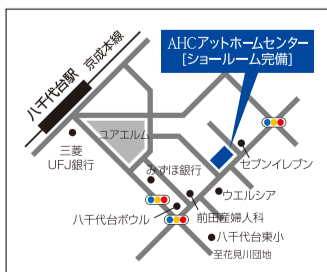 AHCアットホームセンター
[ショールーム完備]
京成本線
八千代台駅
ユアエルム
三菱
UFJ銀行
みずほ銀行
セブンイレブン
ウエルシア
八千代台ボウル
前田産婦人科
八千代台東小
至花見川団地